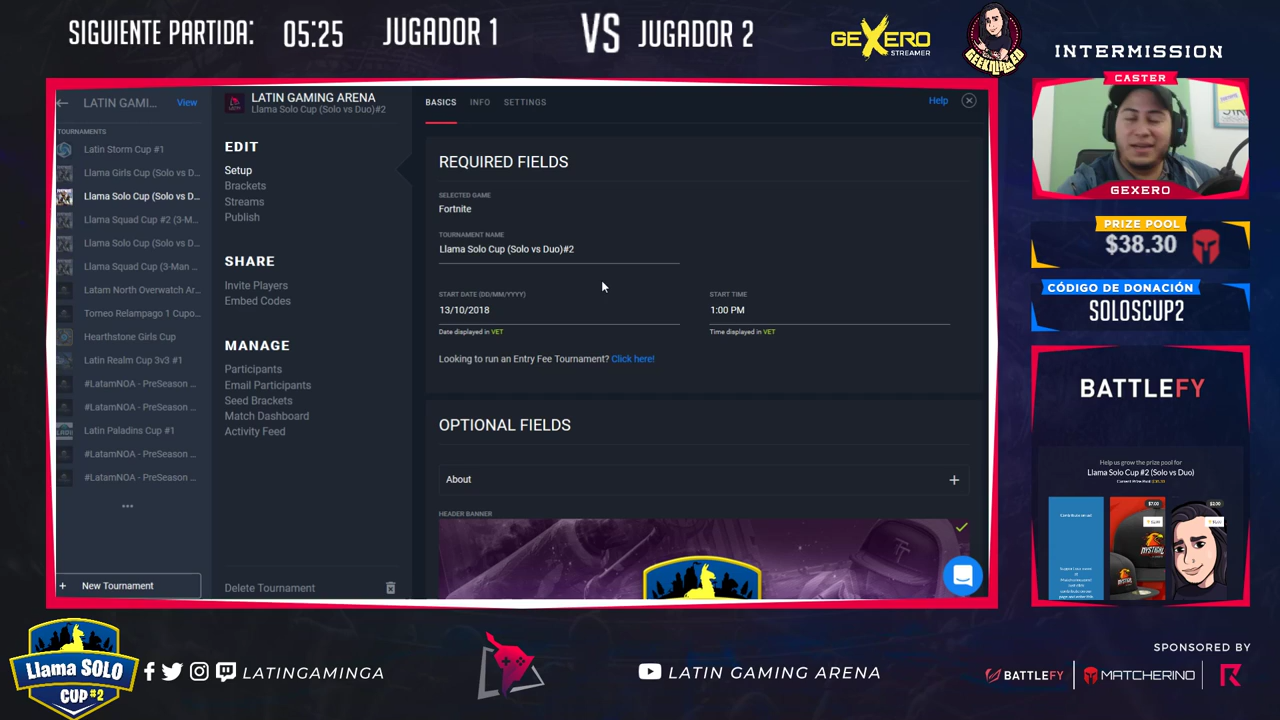 SIGUIENTE PARTIDA: 05:25 JUGADOR 1 VS JUGADOR 2
GEXERO
STREAMER
GEEKNIMED
INTERMISSION
LATIN GAMI... View
TOURNAMENTS
Latin Storm Cup #1
Llama Girls Cup (Solo vs D...
Llama Solo Cup (Solo vs D...
Llama Squad Cup #2 (3-M...
Llama Solo Cup (Solo vs D...
Llama Squad Cup (3-Man ...
Latam North Overwatch Ar...
Torneo Relampago 1 Cupo...
Hearthstone Girls Cup
Latin Realm Cup 3v3 #1
#LatamNOA - PreSeason ...
#LatamNOA - PreSeason ...
Latin Paladins Cup #1
#LatamNOA - PreSeason ...
#LatamNOA - PreSeason ...
...
+ New Tournament
LATIN GAMING ARENA
Llama Solo Cup (Solo vs Duo)#2
EDIT
Setup
Brackets
Streams
Publish
SHARE
Invite Players
Embed Codes
MANAGE
Participants
Email Participants
Seed Brackets
Match Dashboard
Activity Feed
Delete Tournament
BASICS INFO SETTINGS Help
REQUIRED FIELDS
SELECTED GAME
Fortnite
TOURNAMENT NAME
Llama Solo Cup (Solo vs Duo)#2
START DATE (DD/MM/YYYY) START TIME
13/10/2018 1:00 PM
Date displayed in VET Time displayed in VET
Looking to run an Entry Fee Tournament? Click here!
OPTIONAL FIELDS
About +
HEADER BANNER
CASTER
GEXERO
PRIZE POOL
$38.30
CÓDIGO DE DONACIÓN
SOLOSCUP2
BATTLEFY
Help us grow the prize pool for
Llama Solo Cup #2 (Solo vs Duo)
Llama SOLO
CUP #2
LATINGAMINGA
LATIN GAMING ARENA
SPONSORED BY
BATTLEFY MATCHERINO